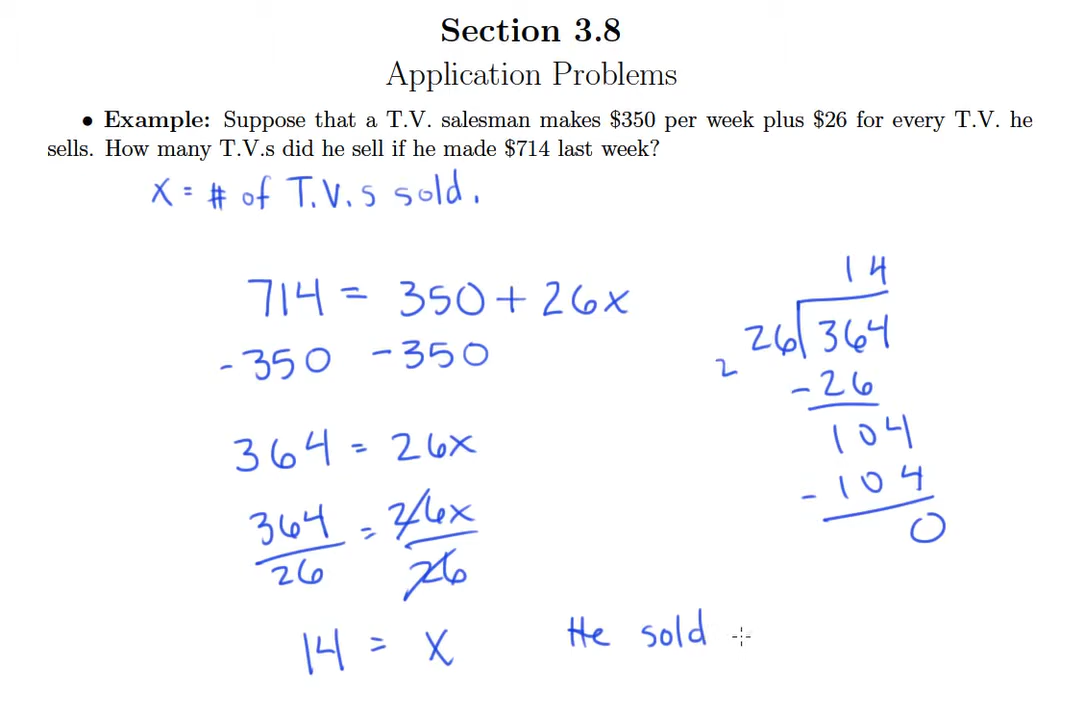 Section 3.8
Application Problems
• Example: Suppose that a T.V. salesman makes $350 per week plus $26 for every T.V. he
sells. How many T.V.s did he sell if he made $714 last week?
x = # of T.V.s sold.
714 = 350 + 26x
-350 -350
364 = 26x
364/26 = 26x/26
14 = x
He sold
14
26)364
2
-26
104
-104
0